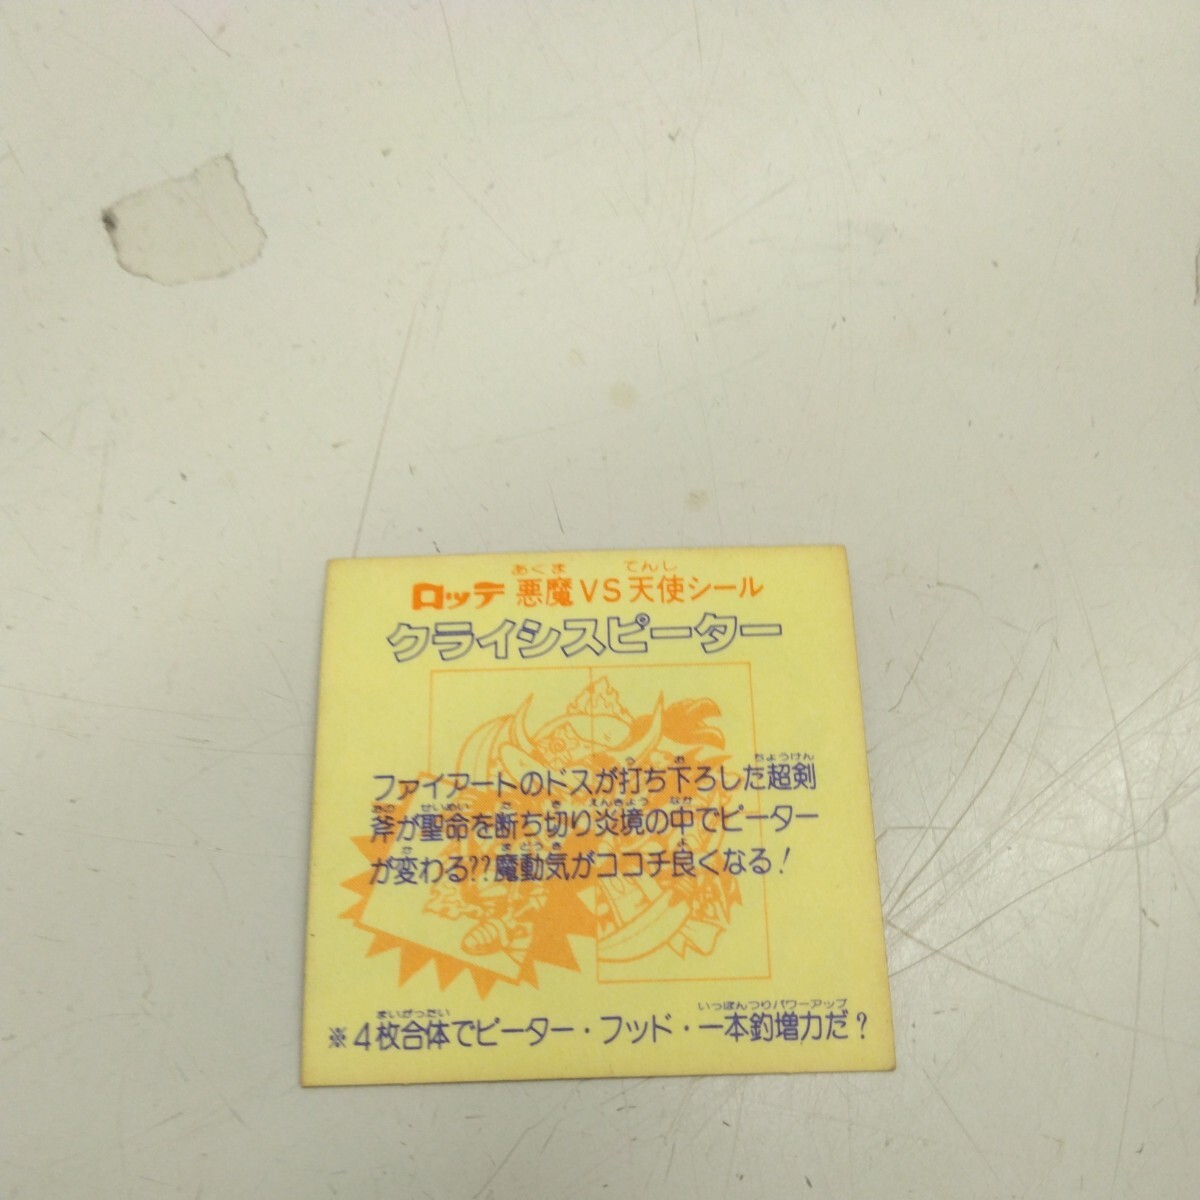 ロッテ 悪魔VS天使シール
クライシスピーター
ファイアートのドスが打ち下ろした超剣
斧が聖命を断ち切り炎境の中でピーター
が変わる??魔動気がココチ良くなる!
※4枚合体でピーター・フッド・一本釣増力だ?